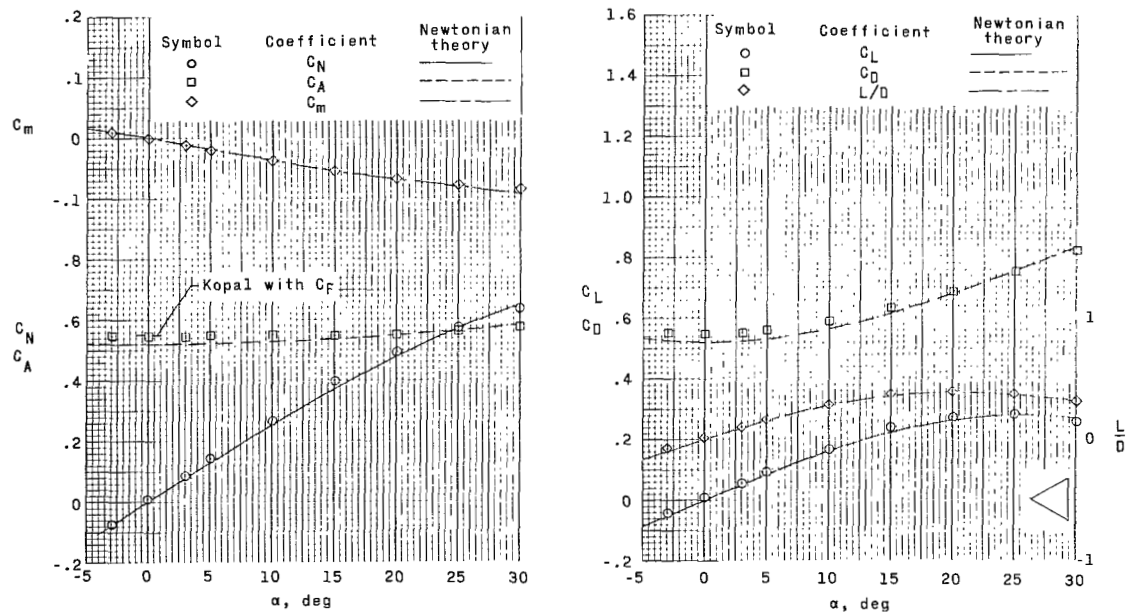 Symbol Coefficient Newtonian theory
C_N
C_A
C_m
.2
.1
C_m
0
-.1
.8
Kopal with C_F
C_N
C_A
.6
.4
.2
0
-.2
-5 0 5 10 15 20 25 30
α, deg
Symbol Coefficient Newtonian theory
C_L
C_D
L/D
1.6
1.4
1.2
1.0
.8
C_L
C_D
.6
.4
.2
0
-.2
1
0
L/D
-1
-5 0 5 10 15 20 25 30
α, deg